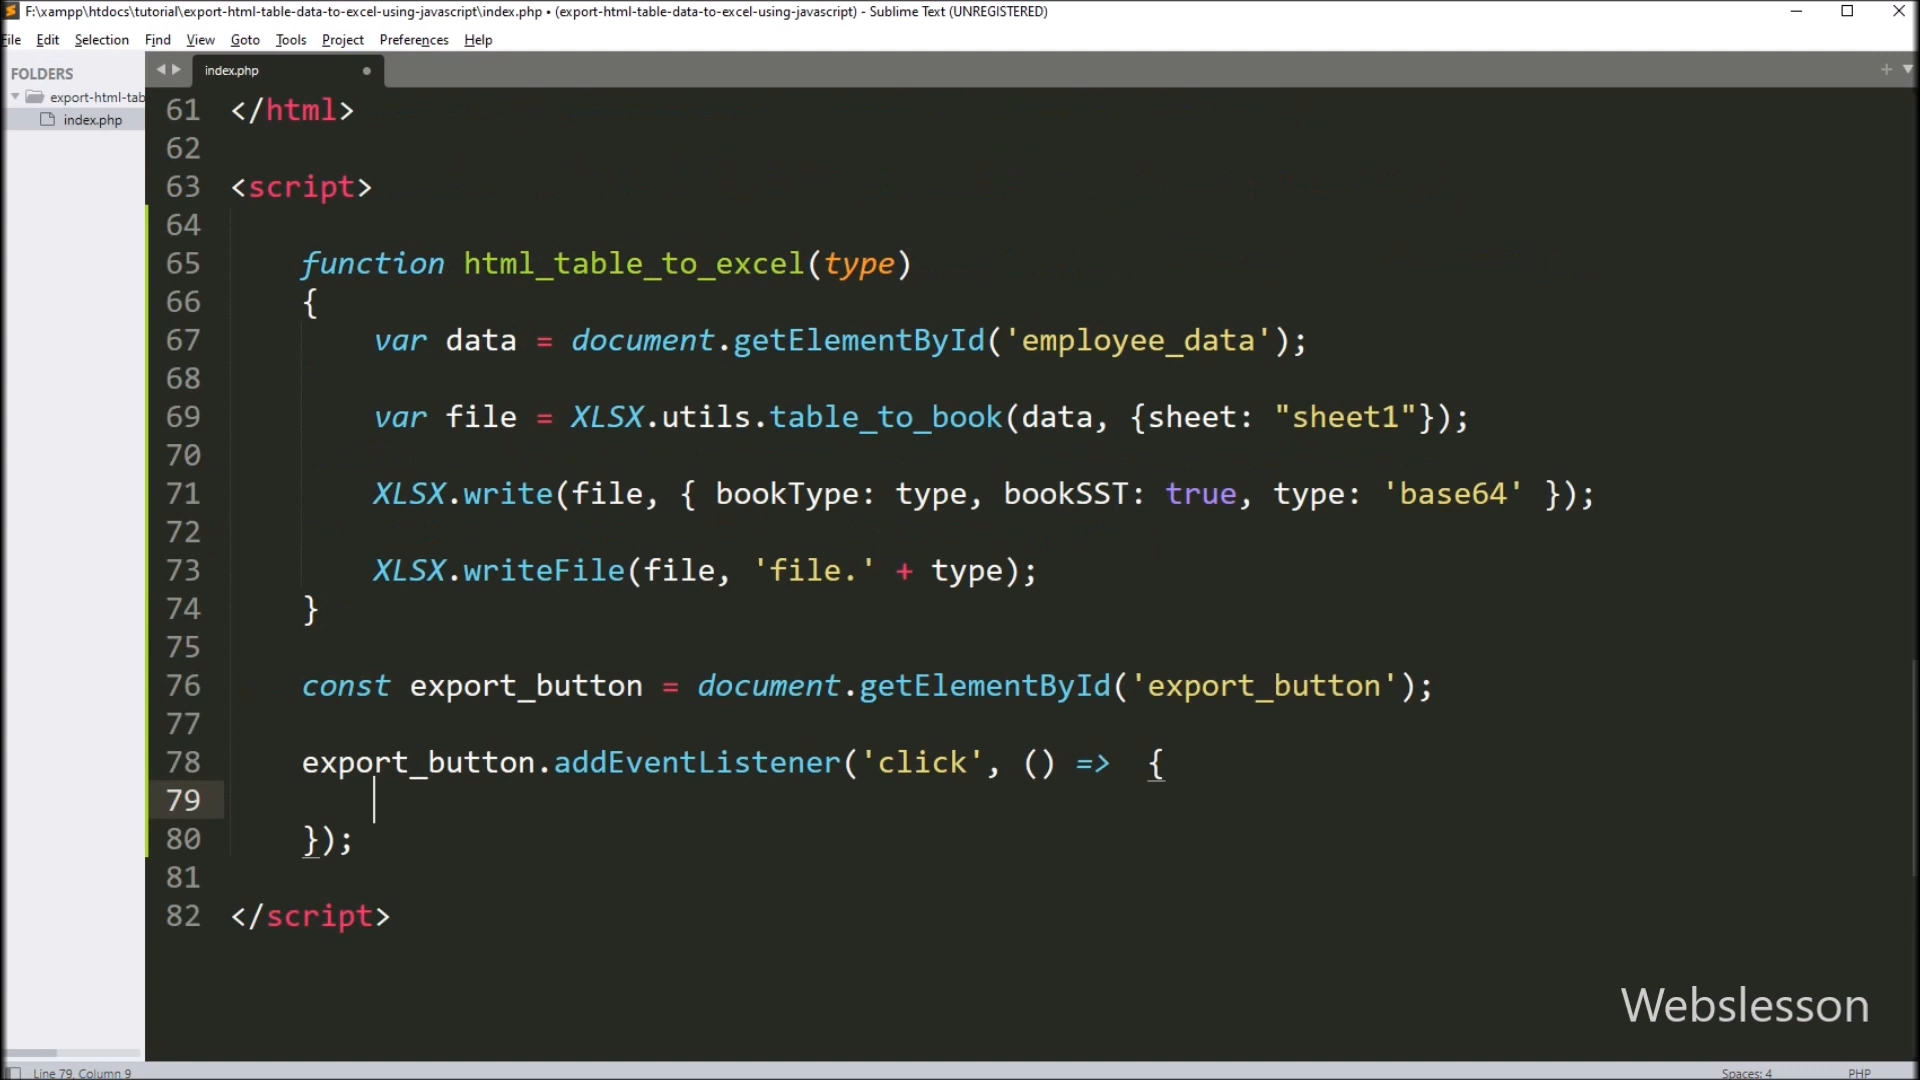 F:\xampp\htdocs\tutorial\export-html-table-data-to-excel-using-javascript\index.php • (export-html-table-data-to-excel-using-javascript) - Sublime Text (UNREGISTERED)
File Edit Selection Find View Goto Tools Project Preferences Help
FOLDERS
export-html-tab
index.php
index.php
61 </html>
62
63 <script>
64
65 function html_table_to_excel(type)
66 {
67 var data = document.getElementById('employee_data');
68
69 var file = XLSX.utils.table_to_book(data, {sheet: "sheet1"});
70
71 XLSX.write(file, { bookType: type, bookSST: true, type: 'base64' });
72
73 XLSX.writeFile(file, 'file.' + type);
74 }
75
76 const export_button = document.getElementById('export_button');
77
78 export_button.addEventListener('click', () =>  {
79
80 });
81
82 </script>
Webslesson
Line 79, Column 9
Spaces: 4
PHP